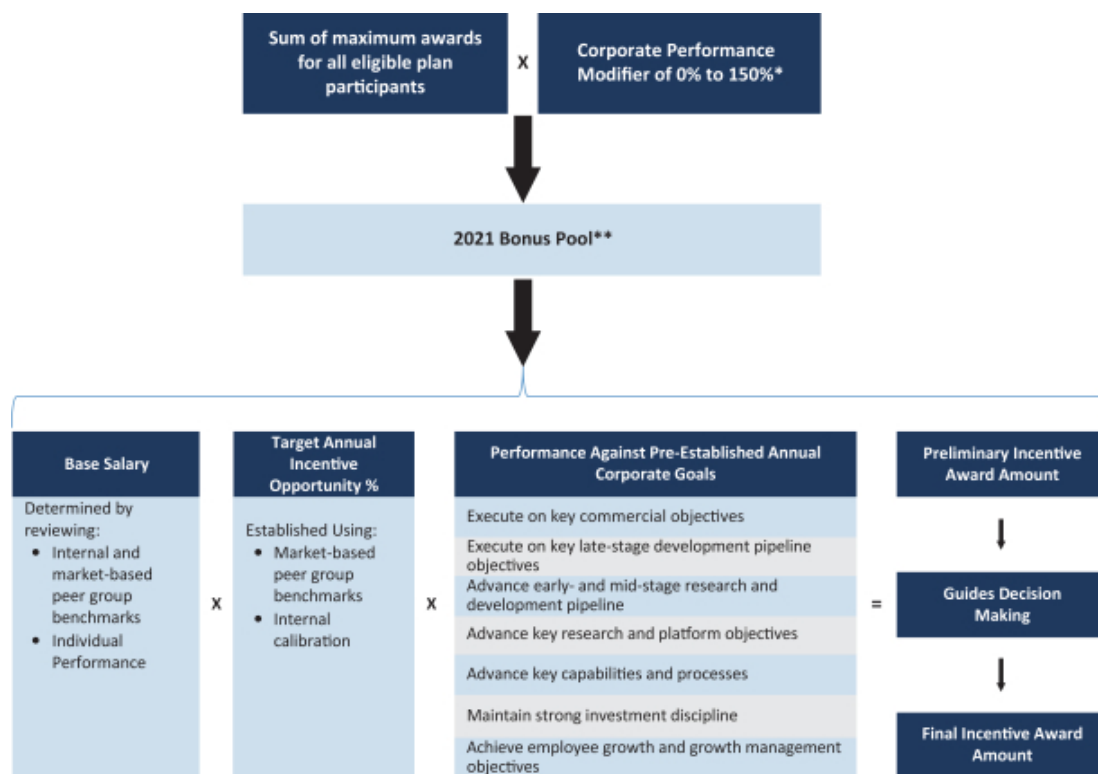 Sum of maximum awards
for all eligible plan
participants
X
Corporate Performance
Modifier of 0% to 150%*
2021 Bonus Pool**
Base Salary
Determined by
reviewing:
• Internal and
market-based
peer group
benchmarks
• Individual
Performance
X
Target Annual
Incentive
Opportunity %
Established Using:
• Market-based
peer group
benchmarks
• Internal
calibration
X
Performance Against Pre-Established Annual
Corporate Goals
Execute on key commercial objectives
Execute on key late-stage development pipeline
objectives
Advance early- and mid-stage research and
development pipeline
Advance key research and platform objectives
Advance key capabilities and processes
Maintain strong investment discipline
Achieve employee growth and growth management
objectives
=
Preliminary Incentive
Award Amount
Guides Decision
Making
Final Incentive Award
Amount